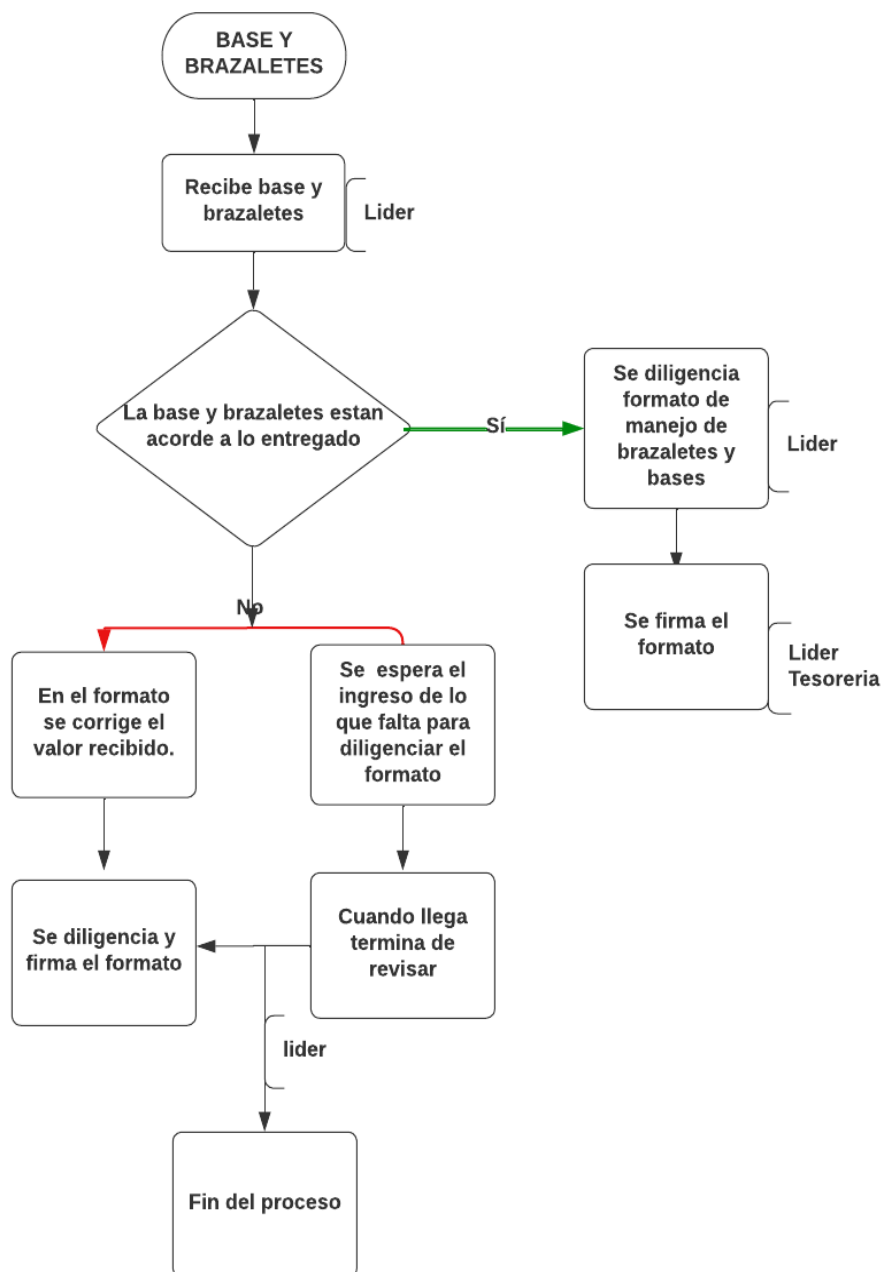 BASE Y
BRAZALETES
Recibe base y
brazaletes
Lider
La base y brazaletes estan
acorde a lo entregado
Sí
Se diligencia
formato de
manejo de
brazaletes y
bases
Lider
Se firma el
formato
Lider
Tesoreria
No
En el formato
se corrige el
valor recibido.
Se espera el
ingreso de lo
que falta para
diligenciar el
formato
Se diligencia y
firma el formato
Cuando llega
termina de
revisar
lider
Fin del proceso